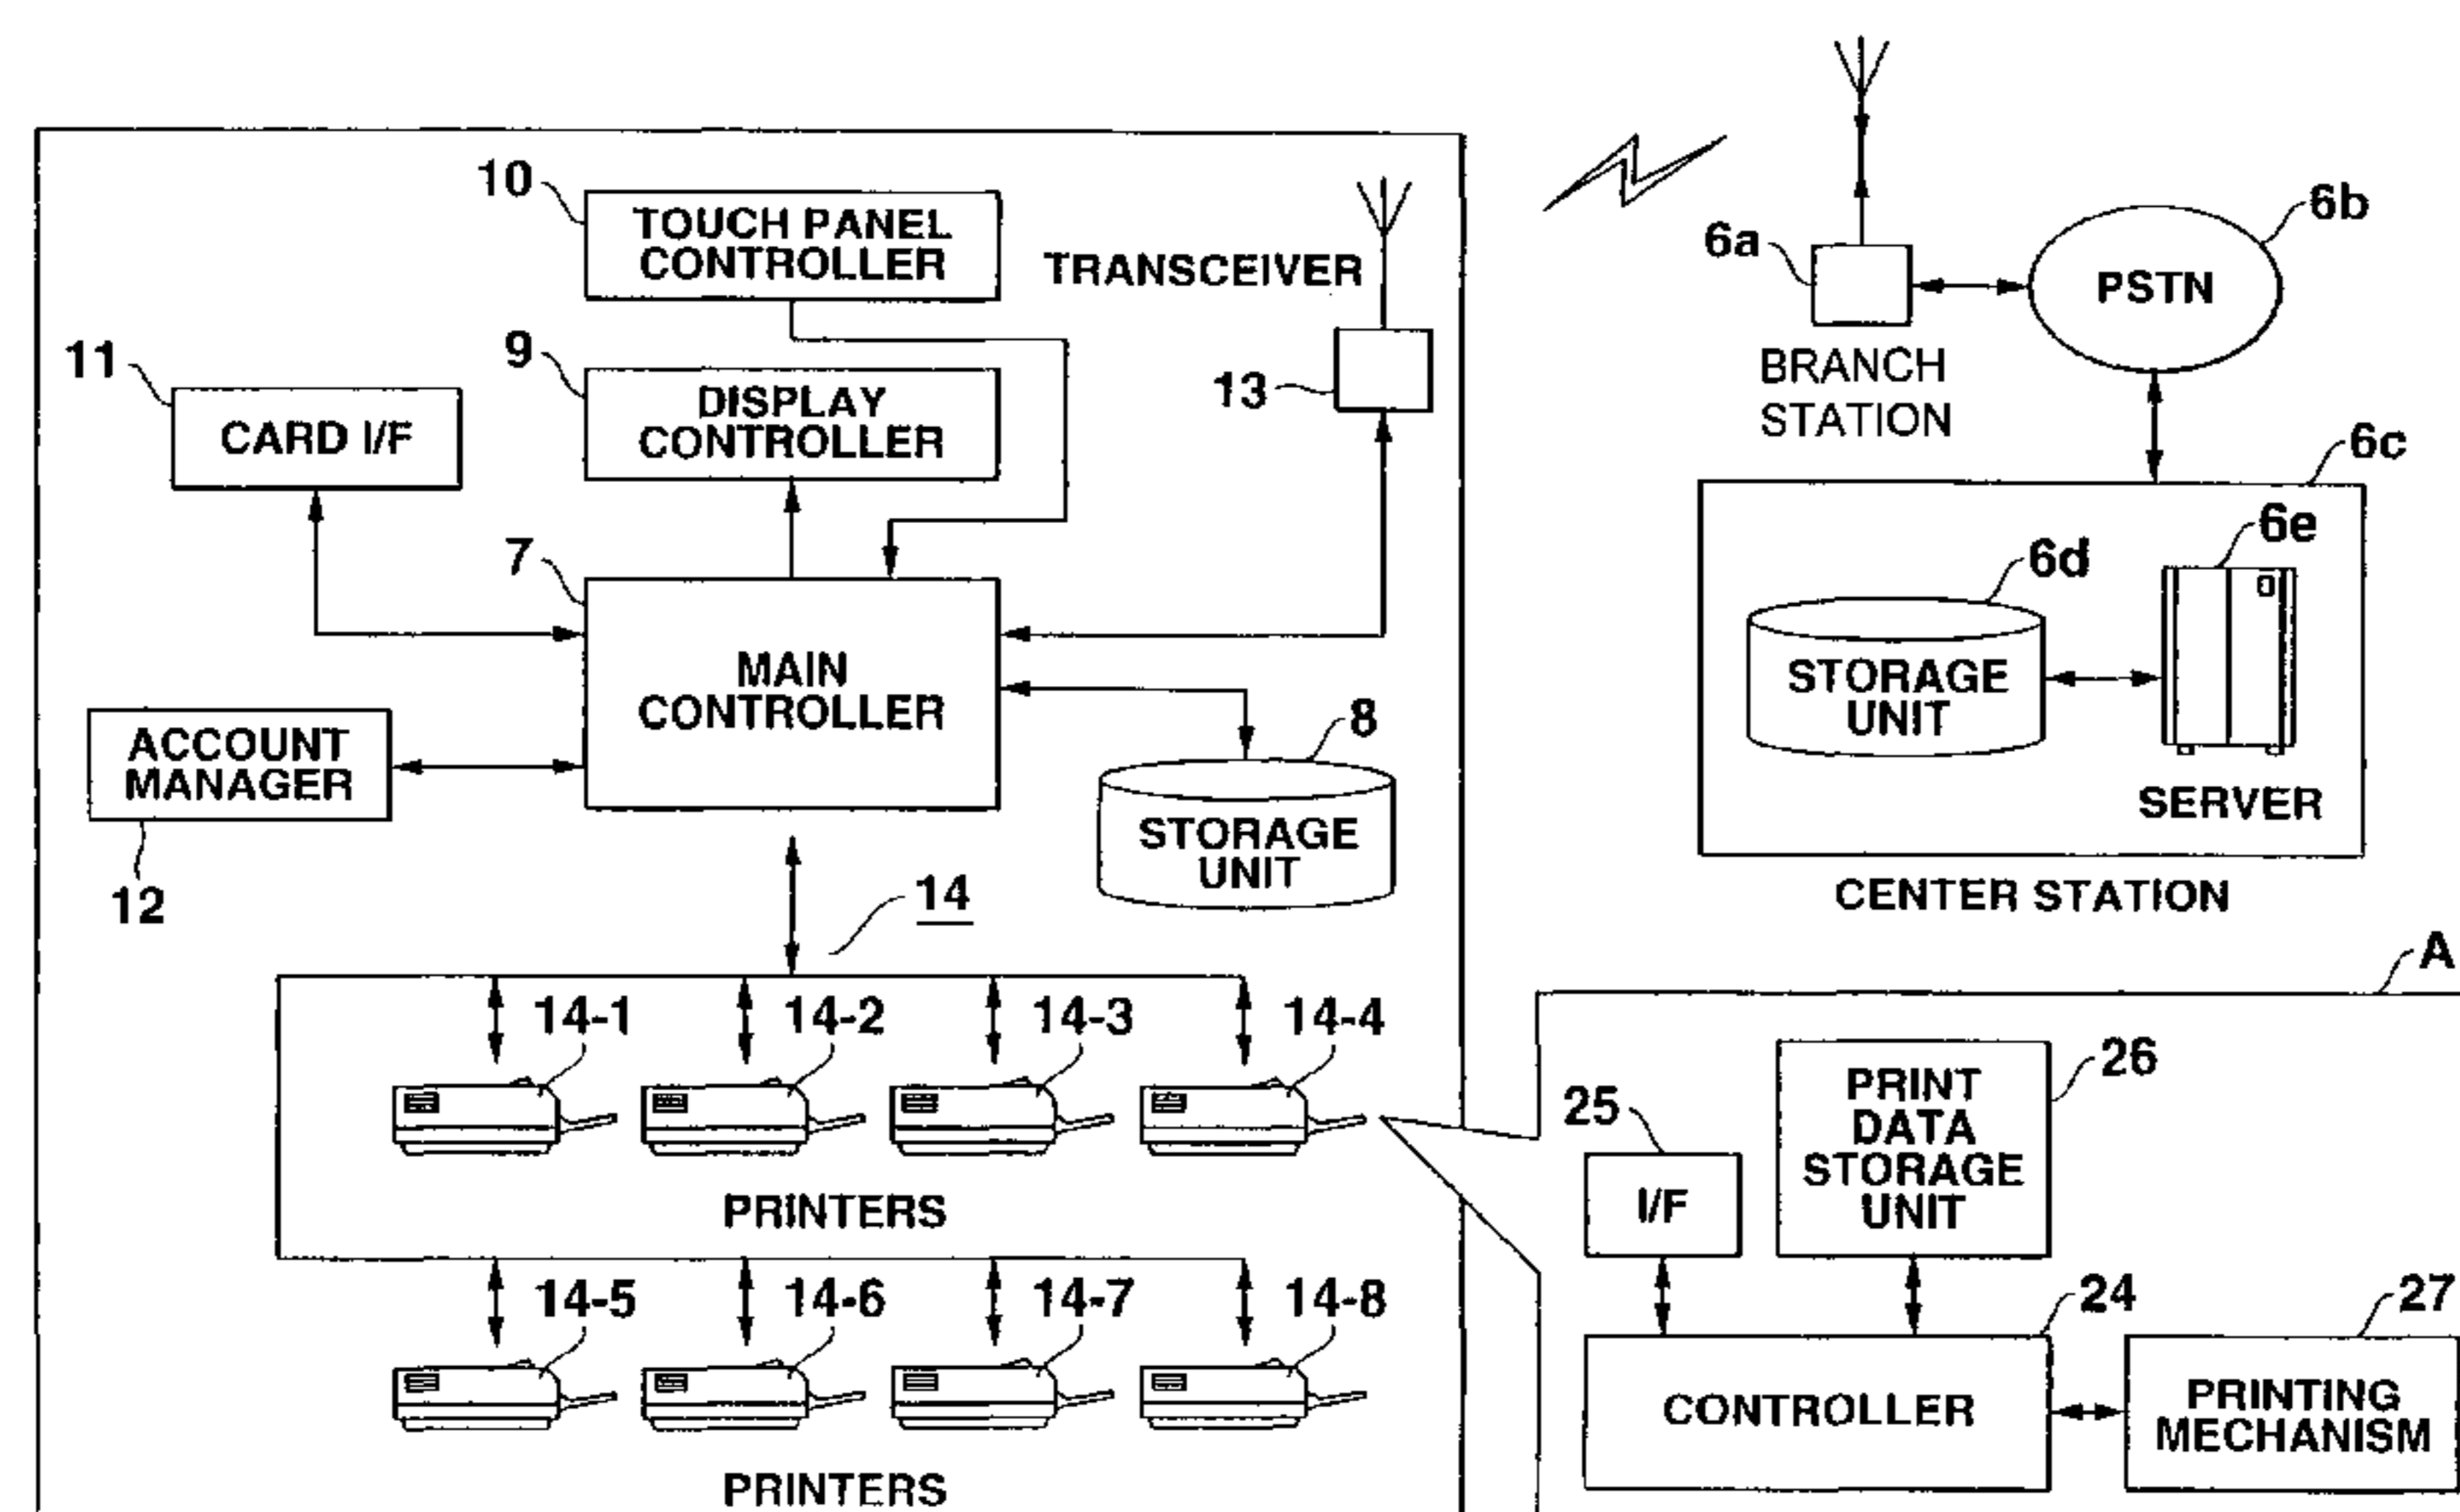 10
TOUCH PANEL
CONTROLLER
TRANSCEIVER
13
9
DISPLAY
CONTROLLER
11
CARD I/F
7
MAIN
CONTROLLER
ACCOUNT
MANAGER
12
8
STORAGE
UNIT
14
14-1
14-2
14-3
14-4
PRINTERS
14-5
14-6
14-7
14-8
PRINTERS
6a
BRANCH
STATION
6b
PSTN
6c
6d
STORAGE
UNIT
6e
SERVER
CENTER STATION
A
25
I/F
26
PRINT
DATA
STORAGE
UNIT
24
CONTROLLER
27
PRINTING
MECHANISM